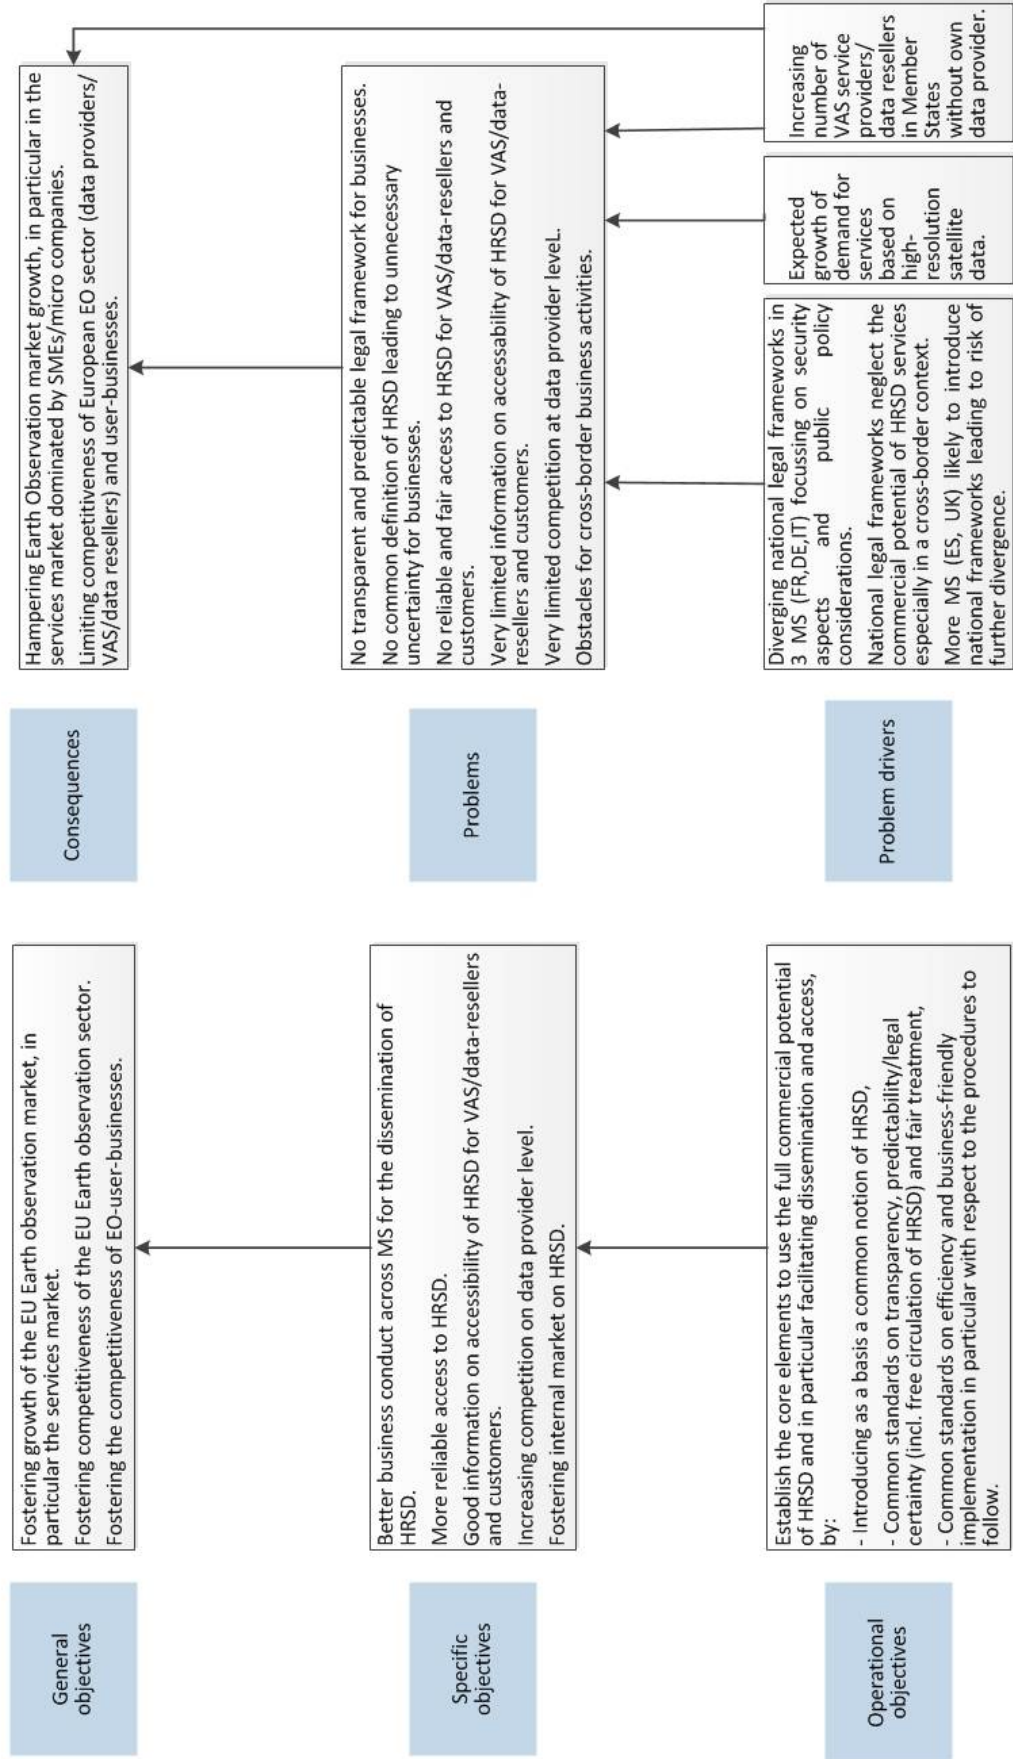 General
objectives
Fostering growth of the EU Earth observation market, in
particular the services market.
Fostering competitiveness of the EU Earth observation sector.
Fostering the competitiveness of EO-user-businesses.
Consequences
Hampering Earth Observation market growth, in particular in the
services market dominated by SMEs/micro companies.
Limiting competitiveness of European EO sector (data providers/
VAS/data resellers) and user-businesses.
Specific
objectives
Better business conduct across MS for the dissemination of
HRSD.
More reliable access to HRSD.
Good information on accessibility of HRSD for VAS/data-resellers
and customers.
Increasing competition on data provider level.
Fostering internal market on HRSD.
Problems
No transparent and predictable legal framework for businesses.
No common definition of HRSD leading to unnecessary
uncertainty for businesses.
No reliable and fair access to HRSD for VAS/data-resellers and
customers.
Very limited information on accessability of HRSD for VAS/data-
resellers and customers.
Very limited competition at data provider leveL.
Obstacles for cross-border business activities.
Operational
objectives
Establish the core elements to use the full commercial potential
of HRSD and in particular facilitating dissemination and access,
by:
- Introducing as a basis a common notion of HRSD,
- Common standards on transparency, predictability/legal
certainty (incl. free circulation of HRSD) and fair treatment,
- Common standards on efficiency and business-friendly
implementation in particular with respect to the procedures to
follow.
Problem drivers
Diverging national legal frameworks in
3 MS (FR,DE,IT) focussing on security
aspects and public policy
considerations.
National legal frameworks neglect the
commercial potential of HRSD services
especially in a cross-border context.
More MS (ES, UK) likely to introduce
national frameworks leading to risk of
further divergence.
Expected
growth of
demand for
services
based on
high-
resolution
satellite
data.
Increasing
number of
VAS service
providers/
data resellers
in Member
States
without own
data provider.